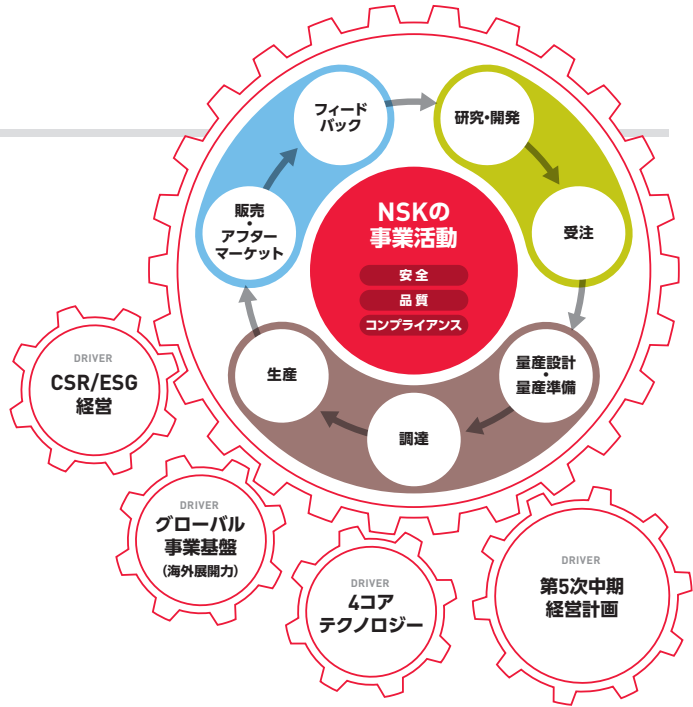 フィード
バック
研究・開発
販売
・
アフター
マーケット
NSKの
事業活動
安全
品質
コンプライアンス
受注
生産
量産設計
・
量産準備
調達
DRIVER
CSR/ESG
経営
DRIVER
グローバル
事業基盤
(海外展開力)
DRIVER
4コア
テクノロジー
DRIVER
第5次中期
経営計画